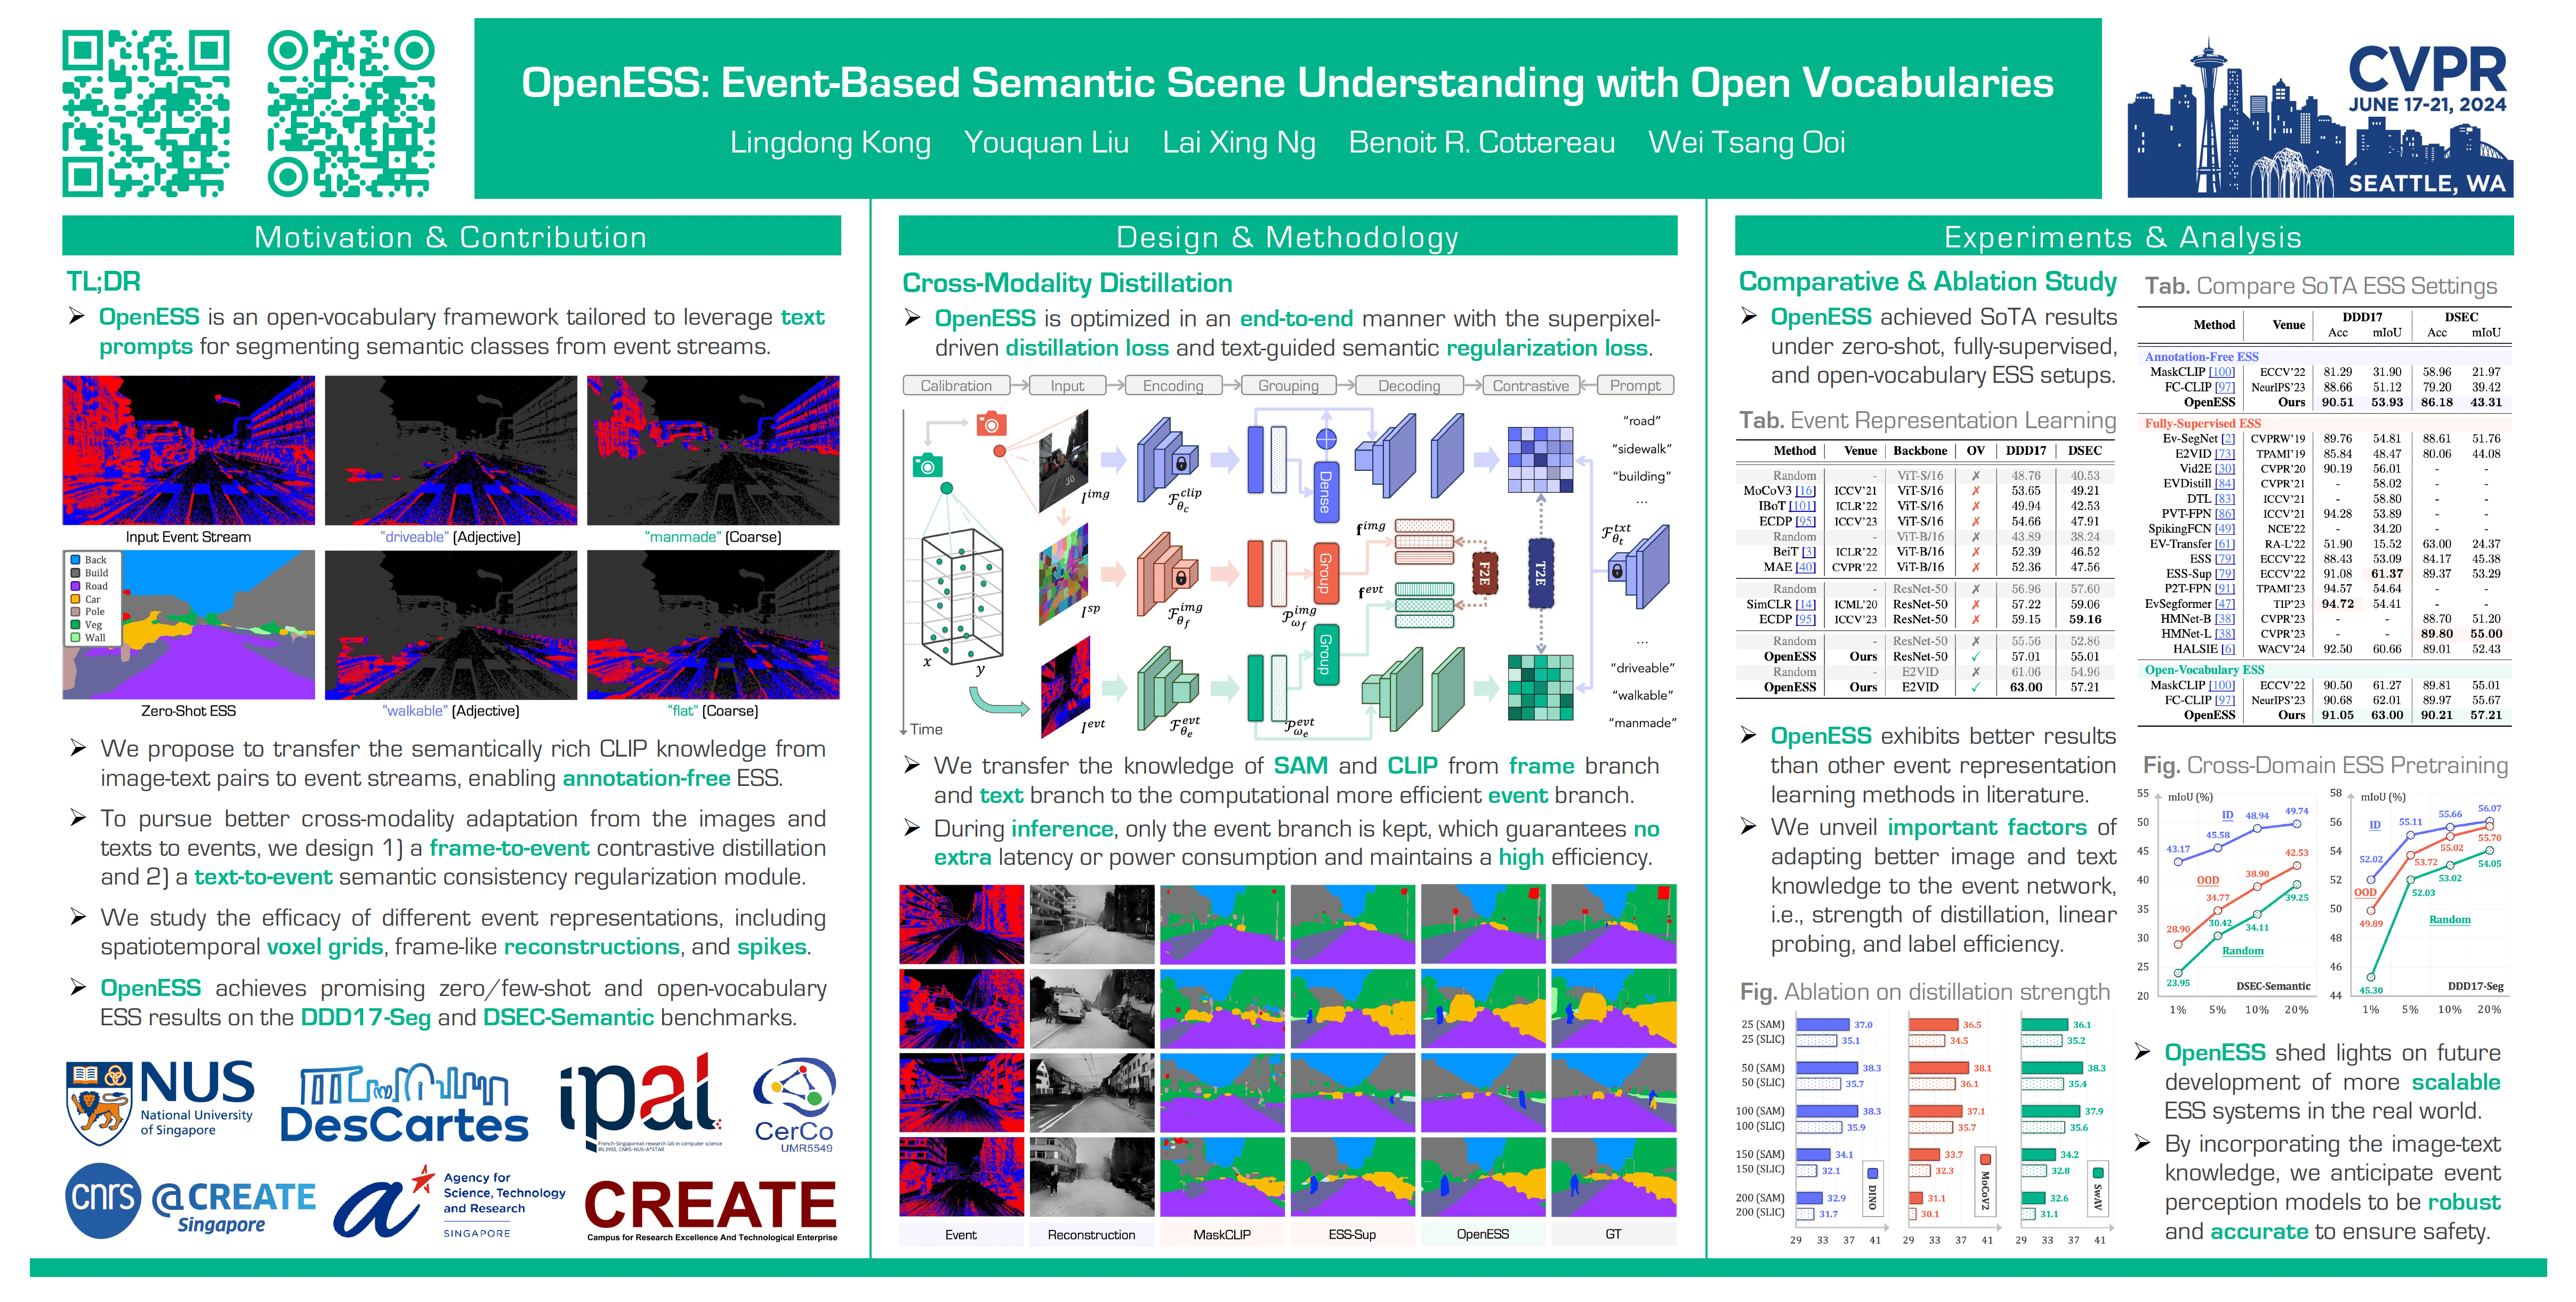 OpenESS: Event-Based Semantic Scene Understanding with Open Vocabularies
Lingdong Kong Youquan Liu Lai Xing Ng Benoit R. Cottereau Wei Tsang Ooi
CVPR
JUNE 17-21, 2024
SEATTLE, WA
Motivation & Contribution
TL;DR
➢ OpenESS is an open-vocabulary framework tailored to leverage text
prompts for segmenting semantic classes from event streams.
Input Event Stream
“driveable” (Adjective)
“manmade” (Coarse)
Back
Build
Road
Car
Pole
Veg
Wall
Zero-Shot ESS
“walkable” (Adjective)
“flat” (Coarse)
➢ We propose to transfer the semantically rich CLIP knowledge from
image-text pairs to event streams, enabling annotation-free ESS.
➢ To pursue better cross-modality adaptation from the images and
texts to events, we design 1) a frame-to-event contrastive distillation
and 2) a text-to-event semantic consistency regularization module.
➢ We study the efficacy of different event representations, including
spatiotemporal voxel grids, frame-like reconstructions, and spikes.
➢ OpenESS achieves promising zero/few-shot and open-vocabulary
ESS results on the DDD17-Seg and DSEC-Semantic benchmarks.
NUS
National University
of Singapore
DesCartes
ipal
French-Singaporean research lab in computer science
IRL2955, CNRS-NUS-A*STAR
CerCo
UMR5549
cnrs
@CREATE
Singapore
Agency for
Science, Technology
and Research
SINGAPORE
CREATE
Campus for Research Excellence And Technological Enterprise
Design & Methodology
Cross-Modality Distillation
➢ OpenESS is optimized in an end-to-end manner with the superpixel-
driven distillation loss and text-guided semantic regularization loss.
Calibration Input Encoding Grouping Decoding Contrastive Prompt
I^img
F_θc^clip
Dense
“road”
“sidewalk”
“building”
...
I^sp
F_θf^img
P_ωf^img
Group
f^img
f^evt
F2E
T2E
F_θt^txt
x
y
Time
I^evt
F_θe^evt
P_ωe^evt
Group
...
“driveable”
“walkable”
“manmade”
➢ We transfer the knowledge of SAM and CLIP from frame branch
and text branch to the computational more efficient event branch.
➢ During inference, only the event branch is kept, which guarantees no
extra latency or power consumption and maintains a high efficiency.
Event Reconstruction MaskCLIP ESS-Sup OpenESS GT
Experiments & Analysis
Comparative & Ablation Study
➢ OpenESS achieved SoTA results
under zero-shot, fully-supervised,
and open-vocabulary ESS setups.
Tab. Event Representation Learning
Method Venue Backbone OV DDD17 DSEC
Random - ViT-S/16 ✗ 48.76 40.53
MoCoV3 [16] ICCV’21 ViT-S/16 ✗ 53.65 49.21
IBoT [101] ICLR’22 ViT-S/16 ✗ 49.94 42.53
ECDP [95] ICCV’23 ViT-S/16 ✗ 54.66 47.91
Random - ViT-B/16 ✗ 43.89 38.24
BeiT [3] ICLR’22 ViT-B/16 ✗ 52.39 46.52
MAE [40] CVPR’22 ViT-B/16 ✗ 52.36 47.56
Random - ResNet-50 ✗ 56.96 57.60
SimCLR [14] ICML’20 ResNet-50 ✗ 57.22 59.06
ECDP [95] ICCV’23 ResNet-50 ✗ 59.15 59.16
Random - ResNet-50 ✗ 55.56 52.86
OpenESS Ours ResNet-50 ✓ 57.01 55.01
Random - E2VID ✗ 61.06 54.96
OpenESS Ours E2VID ✓ 63.00 57.21
➢ OpenESS exhibits better results
than other event representation
learning methods in literature.
➢ We unveil important factors of
adapting better image and text
knowledge to the event network,
i.e., strength of distillation, linear
probing, and label efficiency.
Fig. Ablation on distillation strength
25 (SAM) 37.0 36.5 36.1
25 (SLIC) 35.1 34.5 35.2
50 (SAM) 38.3 38.1 38.3
50 (SLIC) 35.7 36.1 35.4
100 (SAM) 38.3 37.1 37.9
100 (SLIC) 35.9 35.7 35.6
150 (SAM) 34.1 33.7 34.2
150 (SLIC) 32.1 32.3 32.8
200 (SAM) 32.9 31.1 32.6
200 (SLIC) 31.7 30.1 31.1
DINO
MoCoV2
SwAV
29 33 37 41 29 33 37 41 29 33 37 41
Tab. Compare SoTA ESS Settings
Method Venue DDD17 DSEC
Acc mIoU Acc mIoU
Annotation-Free ESS
MaskCLIP [100] ECCV’22 81.29 31.90 58.96 21.97
FC-CLIP [97] NeurIPS’23 88.66 51.12 79.20 39.42
OpenESS Ours 90.51 53.93 86.18 43.31
Fully-Supervised ESS
Ev-SegNet [2] CVPRW’19 89.76 54.81 88.61 51.76
E2VID [73] TPAMI’19 85.84 48.47 80.06 44.08
Vid2E [30] CVPR’20 90.19 56.01 - -
EVDistill [84] CVPR’21 - 58.02 - -
DTL [83] ICCV’21 - 58.80 - -
PVT-FPN [86] ICCV’21 94.28 53.89 - -
SpikingFCN [49] NCE’22 - 34.20 - -
EV-Transfer [61] RA-L’22 51.90 15.52 63.00 24.37
ESS [79] ECCV’22 88.43 53.09 84.17 45.38
ESS-Sup [79] ECCV’22 91.08 61.37 89.37 53.29
P2T-FPN [91] TPAMI’23 94.57 54.64 - -
EvSegformer [47] TIP’23 94.72 54.41 - -
HMNet-B [38] CVPR’23 - - 88.70 51.20
HMNet-L [38] CVPR’23 - - 89.80 55.00
HALSIE [6] WACV’24 92.50 60.66 89.01 52.43
Open-Vocabulary ESS
MaskCLIP [100] ECCV’22 90.50 61.27 89.81 55.01
FC-CLIP [97] NeurIPS’23 90.68 62.01 89.97 55.67
OpenESS Ours 91.05 63.00 90.21 57.21
Fig. Cross-Domain ESS Pretraining
mIoU (%)
55
50
45
40
35
30
25
20
ID
43.17 45.58 48.94 49.74
OOD
28.90 34.77 38.90 42.53
Random
23.95 30.42 34.11 39.25
DSEC-Semantic
1% 5% 10% 20%
mIoU (%)
58
56
54
52
50
48
46
44
ID
52.02 55.11 55.66 56.07
OOD
49.89 53.72 55.02 55.70
Random
45.30 52.03 53.02 54.05
DDD17-Seg
1% 5% 10% 20%
➢ OpenESS shed lights on future
development of more scalable
ESS systems in the real world.
➢ By incorporating the image-text
knowledge, we anticipate event
perception models to be robust
and accurate to ensure safety.